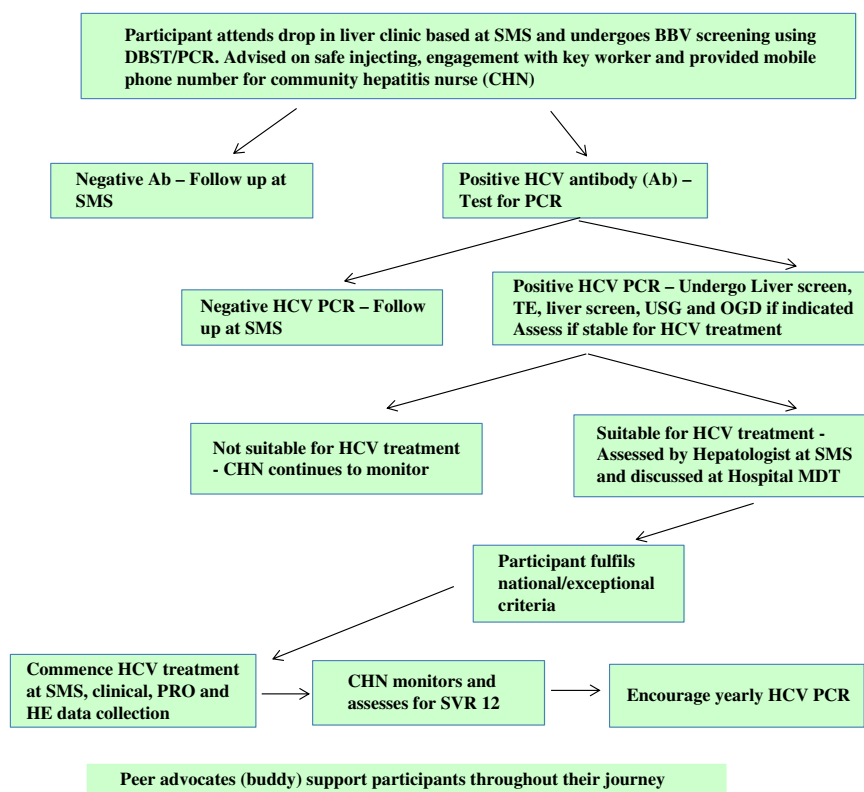 Participant attends drop in liver clinic based at SMS and undergoes BBV screening using
DBST/PCR. Advised on safe injecting, engagement with key worker and provided mobile
phone number for community hepatitis nurse (CHN)
Negative Ab – Follow up at
SMS
Positive HCV antibody (Ab) –
Test for PCR
Negative HCV PCR – Follow
up at SMS
Positive HCV PCR – Undergo Liver screen,
TE, liver screen, USG and OGD if indicated
Assess if stable for HCV treatment
Not suitable for HCV treatment
- CHN continues to monitor
Suitable for HCV treatment -
Assessed by Hepatologist at SMS
and discussed at Hospital MDT
Participant fulfils
national/exceptional
criteria
Commence HCV treatment
at SMS, clinical, PRO and
HE data collection
CHN monitors and
assesses for SVR 12
Encourage yearly HCV PCR
Peer advocates (buddy) support participants throughout their journey